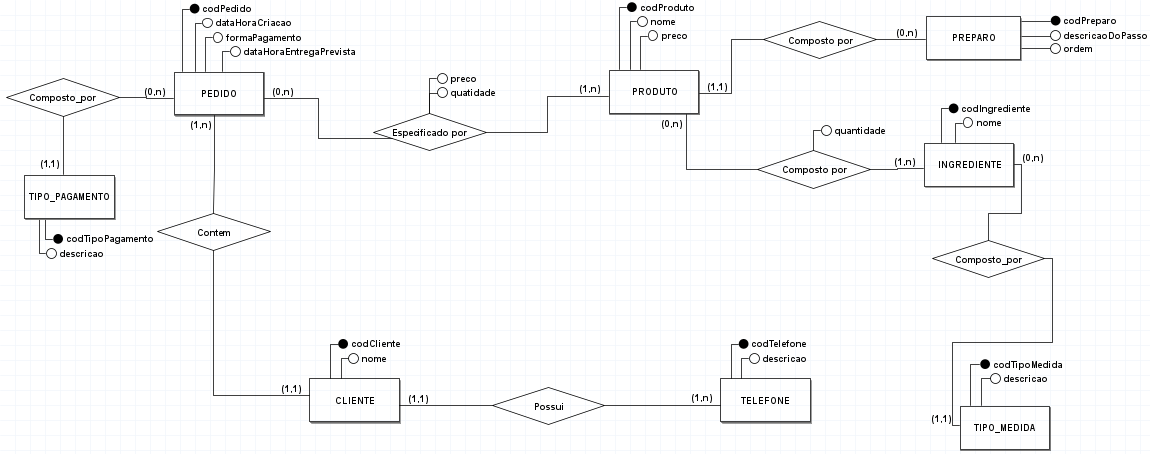 codPedido
dataHoraCriacao
formaPagamento
dataHoraEntregaPrevista
PEDIDO
(0,n)
(0,n)
(1,n)
Composto_por
(1,1)
TIPO_PAGAMENTO
codTipoPagamento
descricao
preco
quatidade
Especificado por
(1,n)
codProduto
nome
preco
PRODUTO
(1,1)
(0,n)
Composto por
(0,n)
PREPARO
codPreparo
descricaoDoPasso
ordem
quantidade
Composto por
(1,n)
codIngrediente
nome
INGREDIENTE
(0,n)
Composto_por
Contem
(1,1)
codCliente
nome
CLIENTE
(1,1)
Possui
(1,n)
codTelefone
descricao
TELEFONE
codTipoMedida
descricao
(1,1)
TIPO_MEDIDA